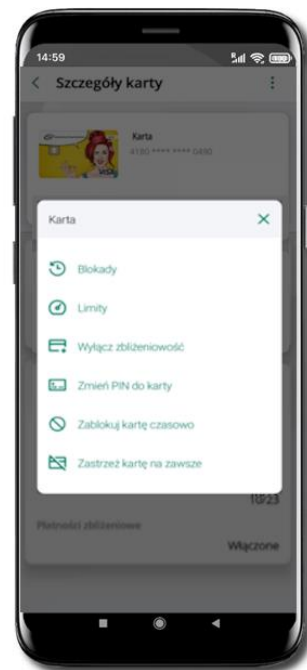 14:59
Szczegóły karty
Karta
VISA
Karta
Blokady
Limity
Wyłącz zbliżeniowość
Zmień PIN do karty
Zablokuj kartę czasowo
Zastrzeż kartę na zawsze
Płatności zbliżeniowe
Włączone